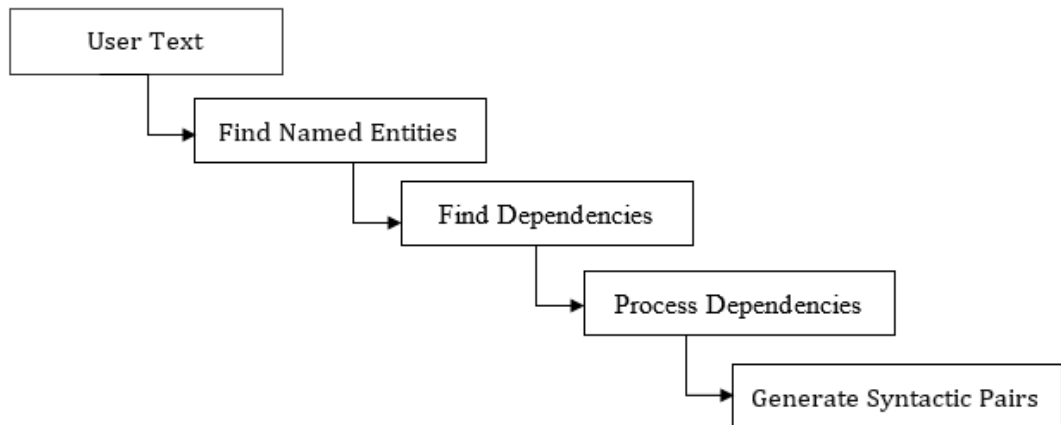 User Text
Find Named Entities
Find Dependencies
Process Dependencies
Generate Syntactic Pairs